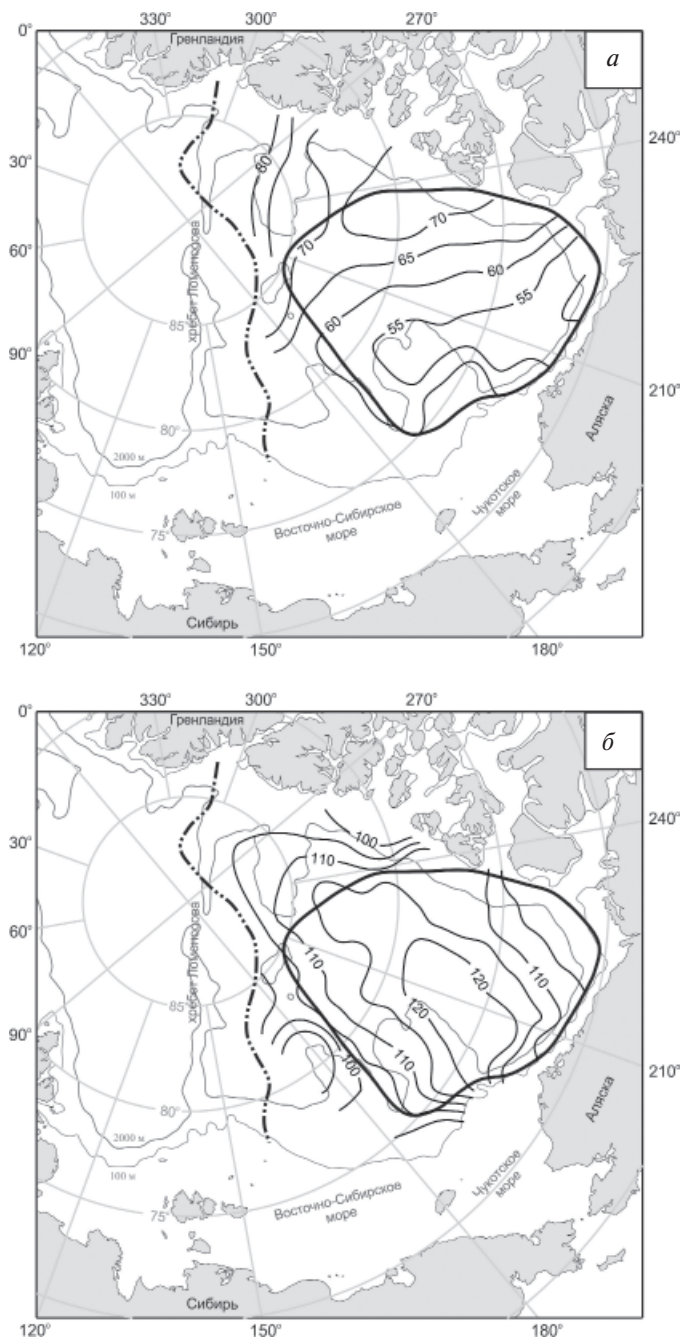 330° 300° 270°
0°
Гренландия
а
30°
240°
60°
90°
210°
80
70
70
65
60
60
55
55
хребет Ломоносова
85°
80°
75°
2000 м
100 м
Восточно-Сибирское
море
Чукотское
море
Аляска
Сибирь
120° 150° 180°
330° 300° 270°
0°
Гренландия
б
30°
240°
60°
90°
210°
100
110
110
110
120
120
110
100
хребет Ломоносова
85°
80°
75°
2000 м
100 м
Восточно-Сибирское
море
Чукотское
море
Аляска
Сибирь
120° 150° 180°